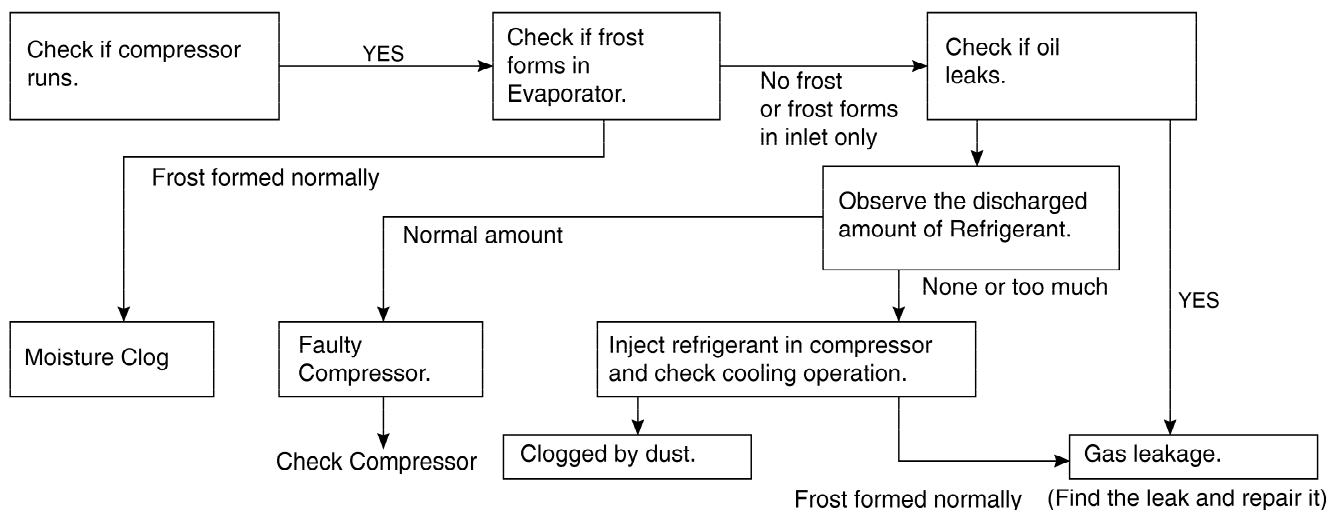 Check if compressor
runs.
YES
Check if frost
forms in
Evaporator.
No frost
or frost forms
in inlet only
Check if oil
leaks.
Frost formed normally
Observe the discharged
amount of Refrigerant.
Normal amount
None or too much
YES
Moisture Clog
Faulty
Compressor.
Inject refrigerant in compressor
and check cooling operation.
Check Compressor
Clogged by dust.
Gas leakage.
Frost formed normally
(Find the leak and repair it)